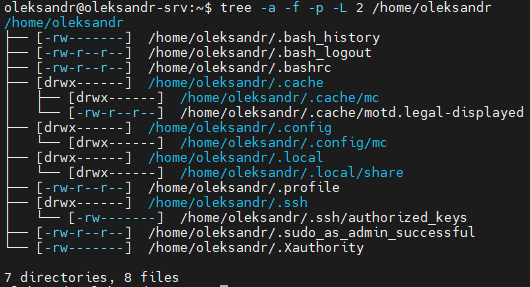 oleksandr@oleksandr-srv:~$ tree -a -f -p -L 2 /home/oleksandr
/home/oleksandr
├── [-rw-------]  /home/oleksandr/.bash_history
├── [-rw-r--r--]  /home/oleksandr/.bash_logout
├── [-rw-r--r--]  /home/oleksandr/.bashrc
├── [drwx------]  /home/oleksandr/.cache
│   ├── [drwx------]  /home/oleksandr/.cache/mc
│   └── [-rw-r--r--]  /home/oleksandr/.cache/motd.legal-displayed
├── [drwx------]  /home/oleksandr/.config
│   └── [drwx------]  /home/oleksandr/.config/mc
├── [drwx------]  /home/oleksandr/.local
│   └── [drwx------]  /home/oleksandr/.local/share
├── [-rw-r--r--]  /home/oleksandr/.profile
├── [drwx------]  /home/oleksandr/.ssh
│   └── [-rw-------]  /home/oleksandr/.ssh/authorized_keys
├── [-rw-r--r--]  /home/oleksandr/.sudo_as_admin_successful
└── [-rw-------]  /home/oleksandr/.Xauthority
7 directories, 8 files